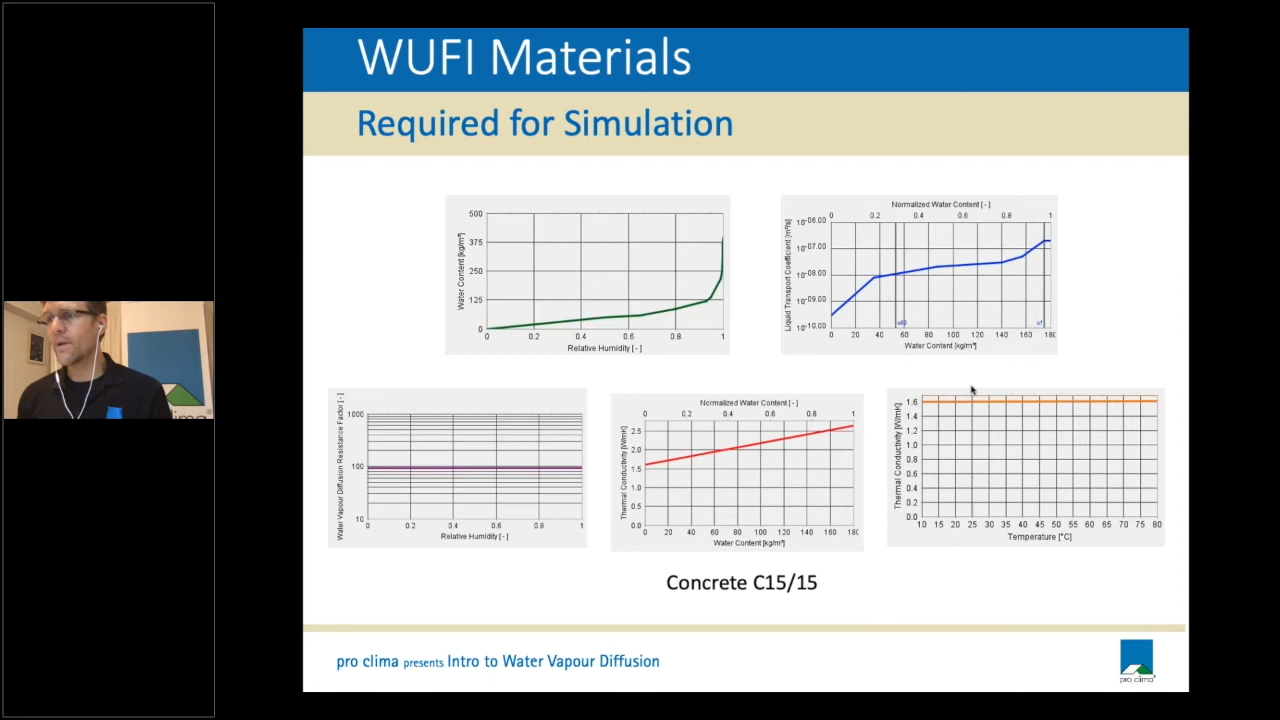 WUFI Materials
Required for Simulation
500
375
250
125
0
Water Content [kg/m³]
0 0.2 0.4 0.6 0.8 1
Relative Humidity [ - ]
Normalized Water Content [ - ]
0 0.2 0.4 0.6 0.8 1
10-06.00
10-07.00
10-08.00
10-09.00
10-10.00
Liquid Transport Coefficient [m²/s]
w80 wf
0 20 40 60 80 100 120 140 160 180
Water Content [kg/m³]
Water Vapour Diffusion Resistance Factor [ - ]
1000
100
10
0 0.2 0.4 0.6 0.8 1
Relative Humidity [ - ]
Normalized Water Content [ - ]
0 0.2 0.4 0.6 0.8 1
2.5
2.0
1.5
1.0
0.5
0.0
Thermal Conductivity [W/mK]
0 20 40 60 80 100 120 140 160 180
Water Content [kg/m³]
1.6
1.4
1.2
1.0
0.8
0.6
0.4
0.2
0.0
Thermal Conductivity [W/mK]
10 15 20 25 30 35 40 45 50 55 60 65 70 75 80
Temperature [°C]
Concrete C15/15
clima®
pro clima presents Intro to Water Vapour Diffusion
pro clima®